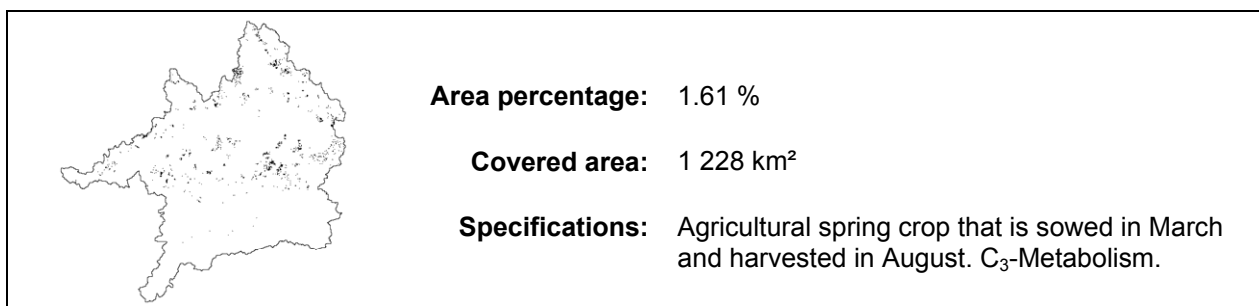 Area percentage: 1.61 %
Covered area: 1 228 km²
Specifications: Agricultural spring crop that is sowed in March
and harvested in August. C₃-Metabolism.